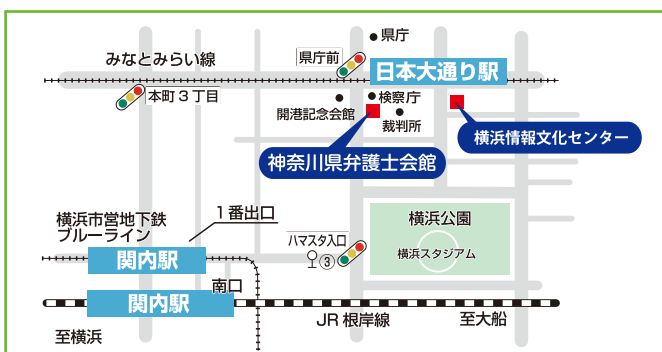 県庁
県庁前
みなとみらい線
日本大通り駅
本町3丁目
検察庁
開港記念会館
裁判所
横浜情報文化センター
神奈川県弁護士会館
1番出口
横浜市営地下鉄
ブルーライン
横浜公園
ハマスタ入口
③
横浜スタジアム
関内駅
南口
関内駅
JR根岸線
至大船
至横浜